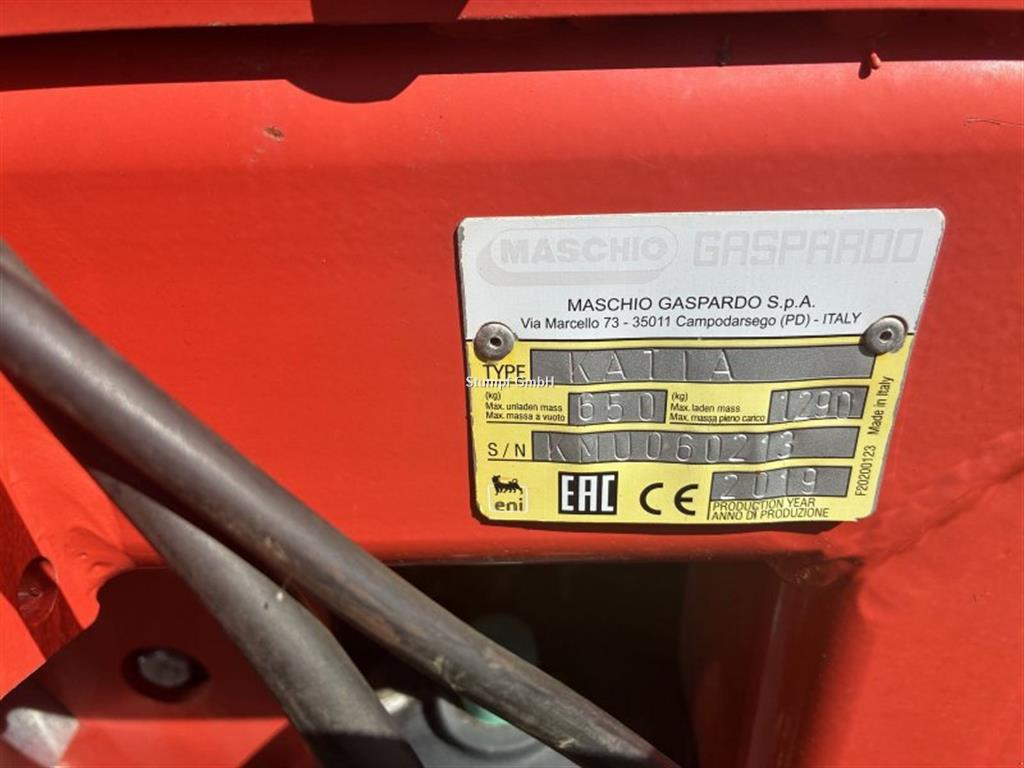 MASCHIO GASPARDO
MASCHIO GASPARDO S.p.A.
Via Marcello 73 - 35011 Campodarsego (PD) - ITALY
TYPE KATIA
Stumpf GmbH
(kg) Max. unladen mass Max. massa a vuoto 650 (kg) Max. laden mass Max. massa pieno carico 1290
S/N KMU060213
eni EAC CE 2019
PRODUCTION YEAR
ANNO DI PRODUZIONE
F20200123 Made in Italy